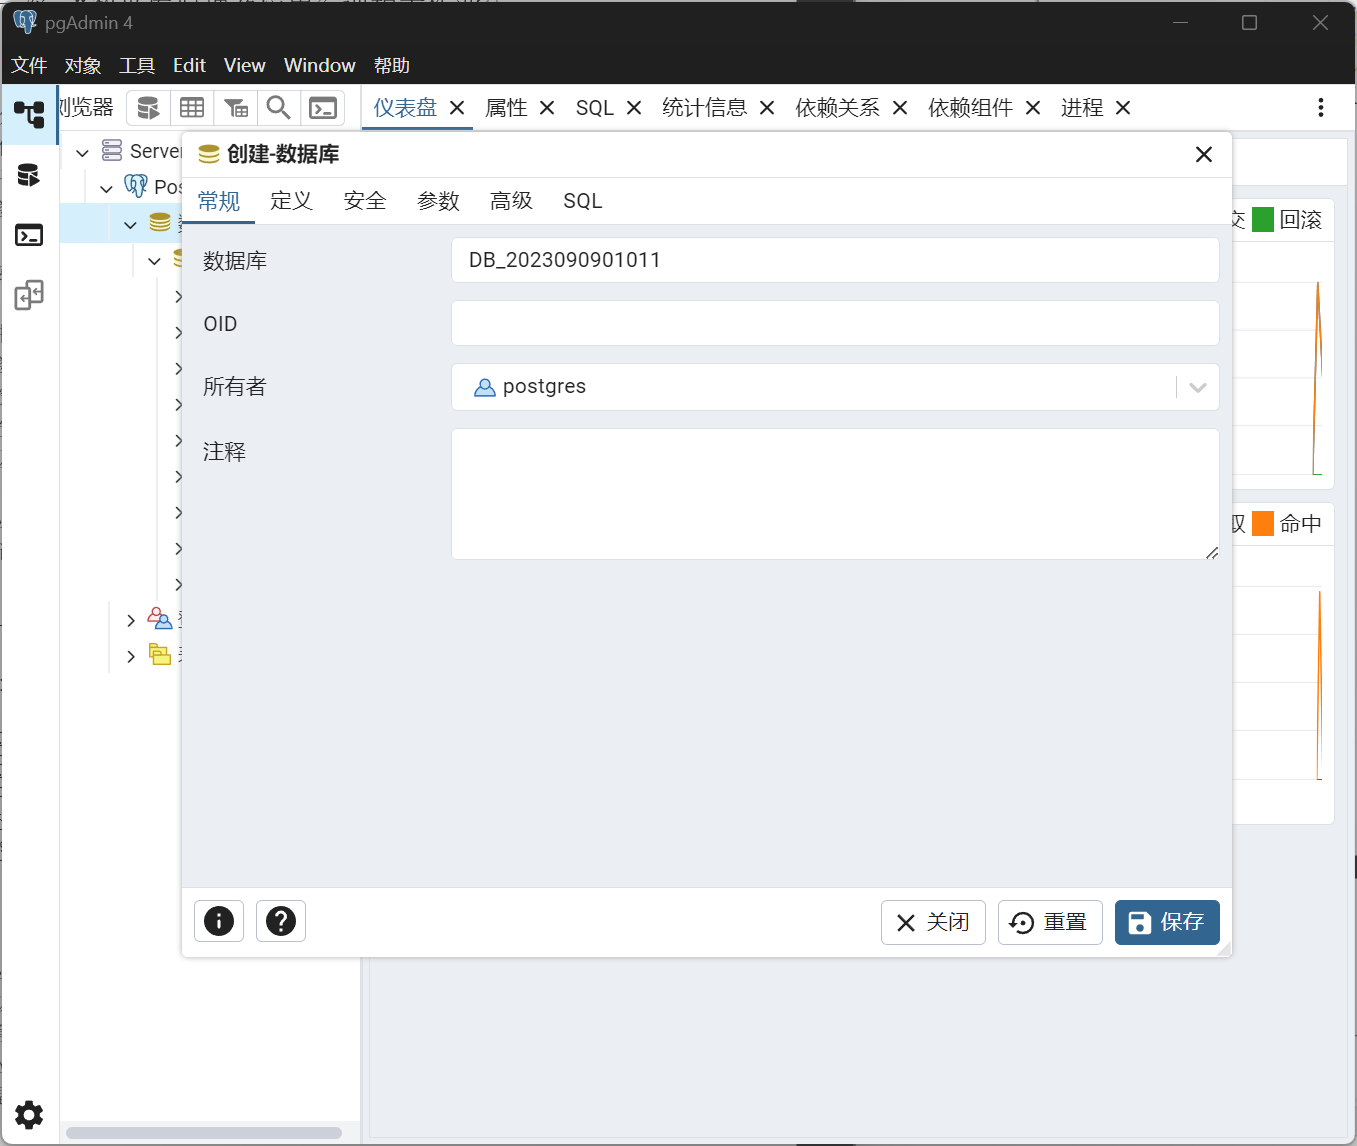 pgAdmin 4
文件 对象 工具 Edit View Window 帮助
浏览器 仪表盘 属性 SQL 统计信息 依赖关系 依赖组件 进程
Server
Pos
创建-数据库
常规 定义 安全 参数 高级 SQL
交 回滚
数据库 DB_2023090901011
OID
所有者 postgres
注释
命中
关闭 重置 保存